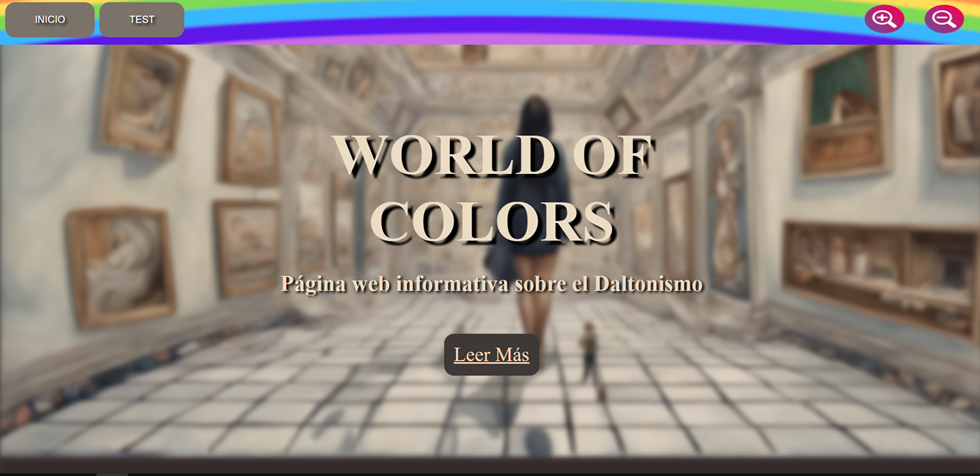 INICIO
TEST
WORLD OF
COLORS
Página web informativa sobre el Daltonismo
Leer Más